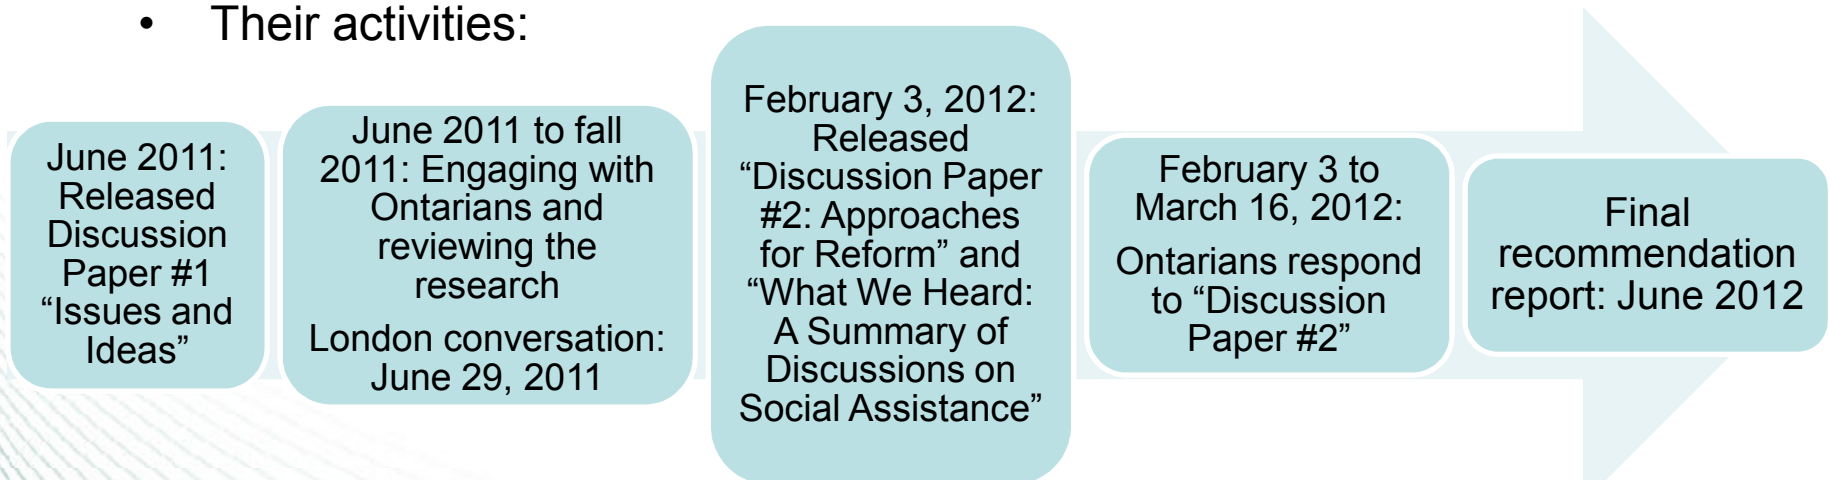 • Their activities:
June 2011:
Released
Discussion
Paper #1
“Issues and
Ideas”
June 2011 to fall
2011: Engaging with
Ontarians and
reviewing the
research
London conversation:
June 29, 2011
February 3, 2012:
Released
“Discussion Paper
#2: Approaches
for Reform” and
“What We Heard:
A Summary of
Discussions on
Social Assistance”
February 3 to
March 16, 2012:
Ontarians respond
to “Discussion
Paper #2”
Final
recommendation
report: June 2012